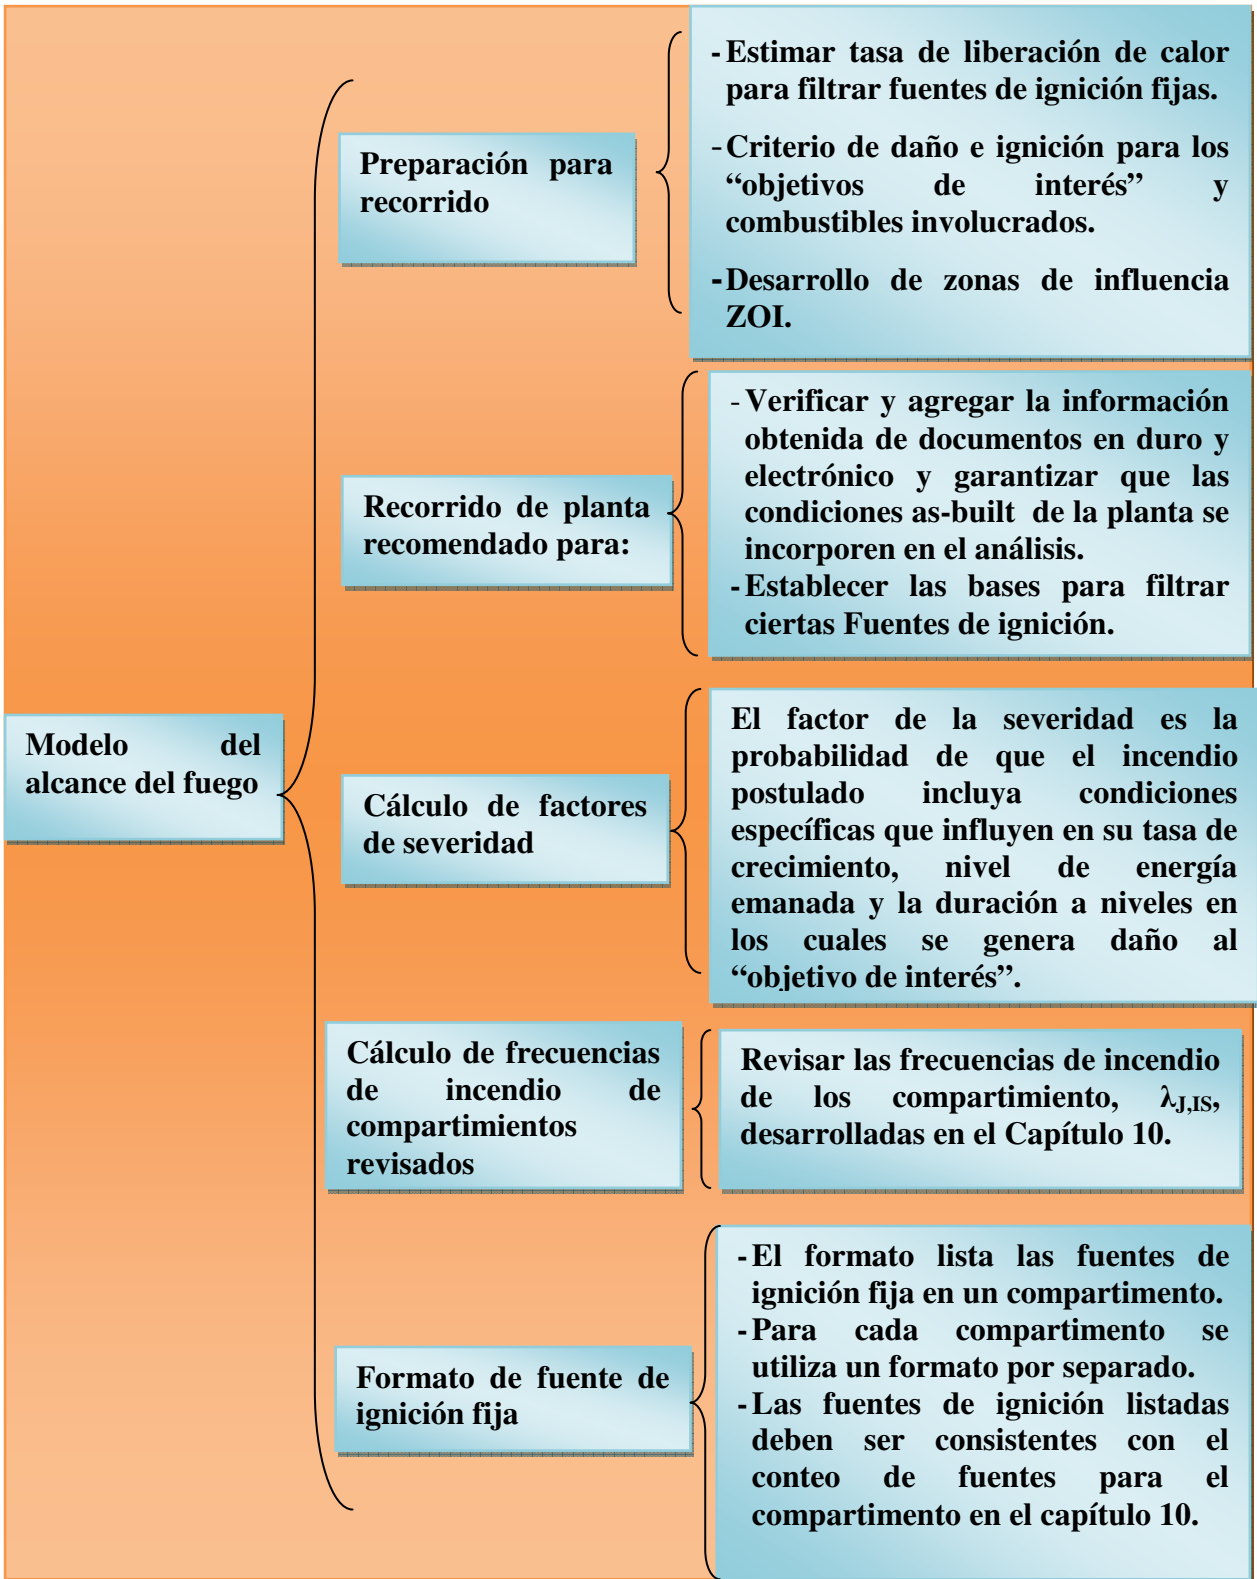 Modelo del
alcance del fuego
Preparación para
recorrido
- Estimar tasa de liberación de calor
para filtrar fuentes de ignición fijas.
- Criterio de daño e ignición para los
“objetivos de interés” y
combustibles involucrados.
- Desarrollo de zonas de influencia
ZOI.
Recorrido de planta
recomendado para:
- Verificar y agregar la información
obtenida de documentos en duro y
electrónico y garantizar que las
condiciones as-built de la planta se
incorporen en el análisis.
- Establecer las bases para filtrar
ciertas Fuentes de ignición.
Cálculo de factores
de severidad
El factor de la severidad es la
probabilidad de que el incendio
postulado incluya condiciones
específicas que influyen en su tasa de
crecimiento, nivel de energía
emanada y la duración a niveles en
los cuales se genera daño al
“objetivo de interés”.
Cálculo de frecuencias
de incendio de
compartimientos
revisados
Revisar las frecuencias de incendio
de los compartimiento, λJ,IS,
desarrolladas en el Capítulo 10.
Formato de fuente de
ignición fija
- El formato lista las fuentes de
ignición fija en un compartimento.
- Para cada compartimento se
utiliza un formato por separado.
- Las fuentes de ignición listadas
deben ser consistentes con el
conteo de fuentes para el
compartimento en el capítulo 10.